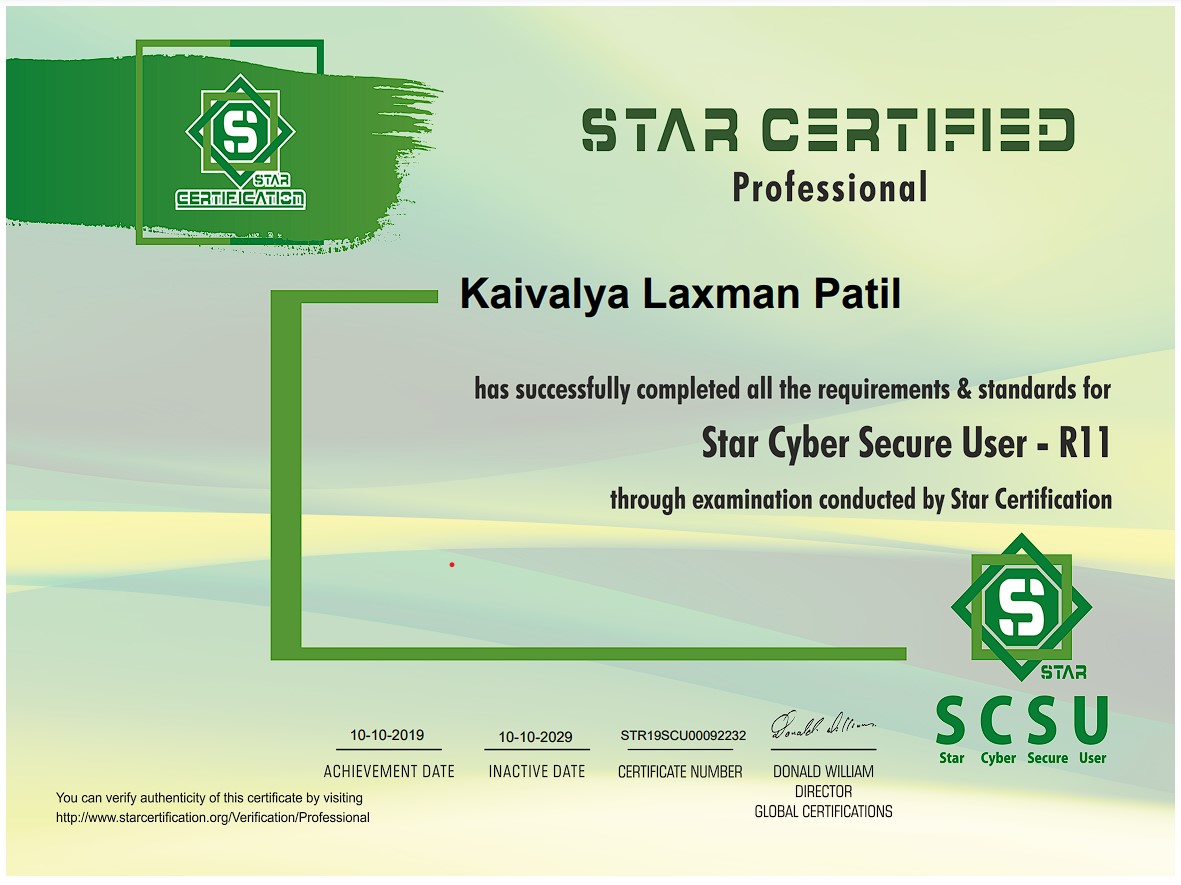 S
STAR
CERTIFICATION
STAR CERTIFIED
Professional
Kaivalya Laxman Patil
has successfully completed all the requirements & standards for
Star Cyber Secure User - R11
through examination conducted by Star Certification
S
STAR
SCSU
Star Cyber Secure User
10-10-2019
ACHIEVEMENT DATE
10-10-2029
INACTIVE DATE
STR19SCU00092232
CERTIFICATE NUMBER
Donald Williams
DONALD WILLIAM
DIRECTOR
GLOBAL CERTIFICATIONS
You can verify authenticity of this certificate by visiting
http://www.starcertification.org/Verification/Professional